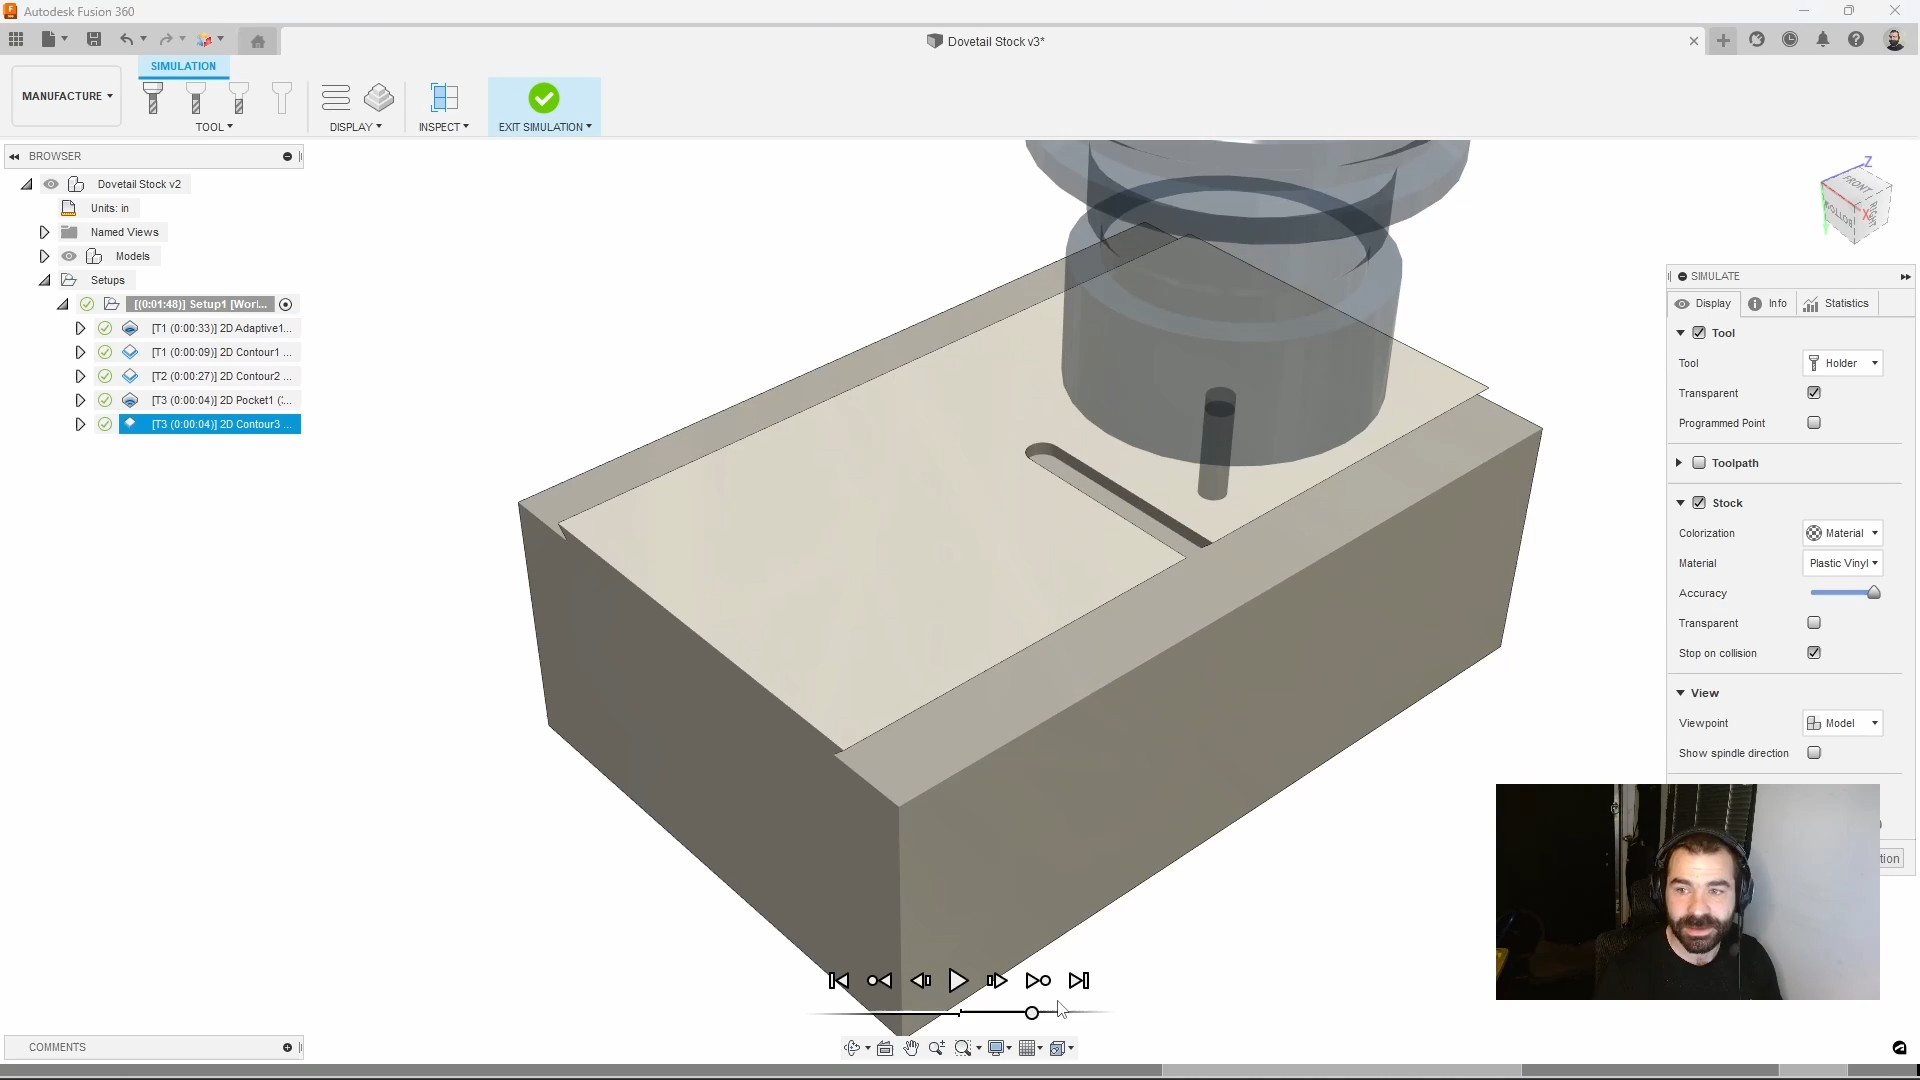 Autodesk Fusion 360
Dovetail Stock v3*
MANUFACTURE
SIMULATION
TOOL
DISPLAY
INSPECT
EXIT SIMULATION
BROWSER
Dovetail Stock v2
Units: in
Named Views
Models
Setups
[(0:01:48)] Setup1 [Worl...
[T1 (0:00:33)] 2D Adaptive1...
[T1 (0:00:09)] 2D Contour1 ...
[T2 (0:00:27)] 2D Contour2 ...
[T3 (0:00:04)] 2D Pocket1 (:...
[T3 (0:00:04)] 2D Contour3 ...
Z
FRONT
BOTTOM
RIGHT
X
SIMULATE
Display
Info
Statistics
Tool
Tool
Holder
Transparent
Programmed Point
Toolpath
Stock
Colorization
Material
Material
Plastic Vinyl
Accuracy
Transparent
Stop on collision
View
Viewpoint
Model
Show spindle direction
tion
COMMENTS